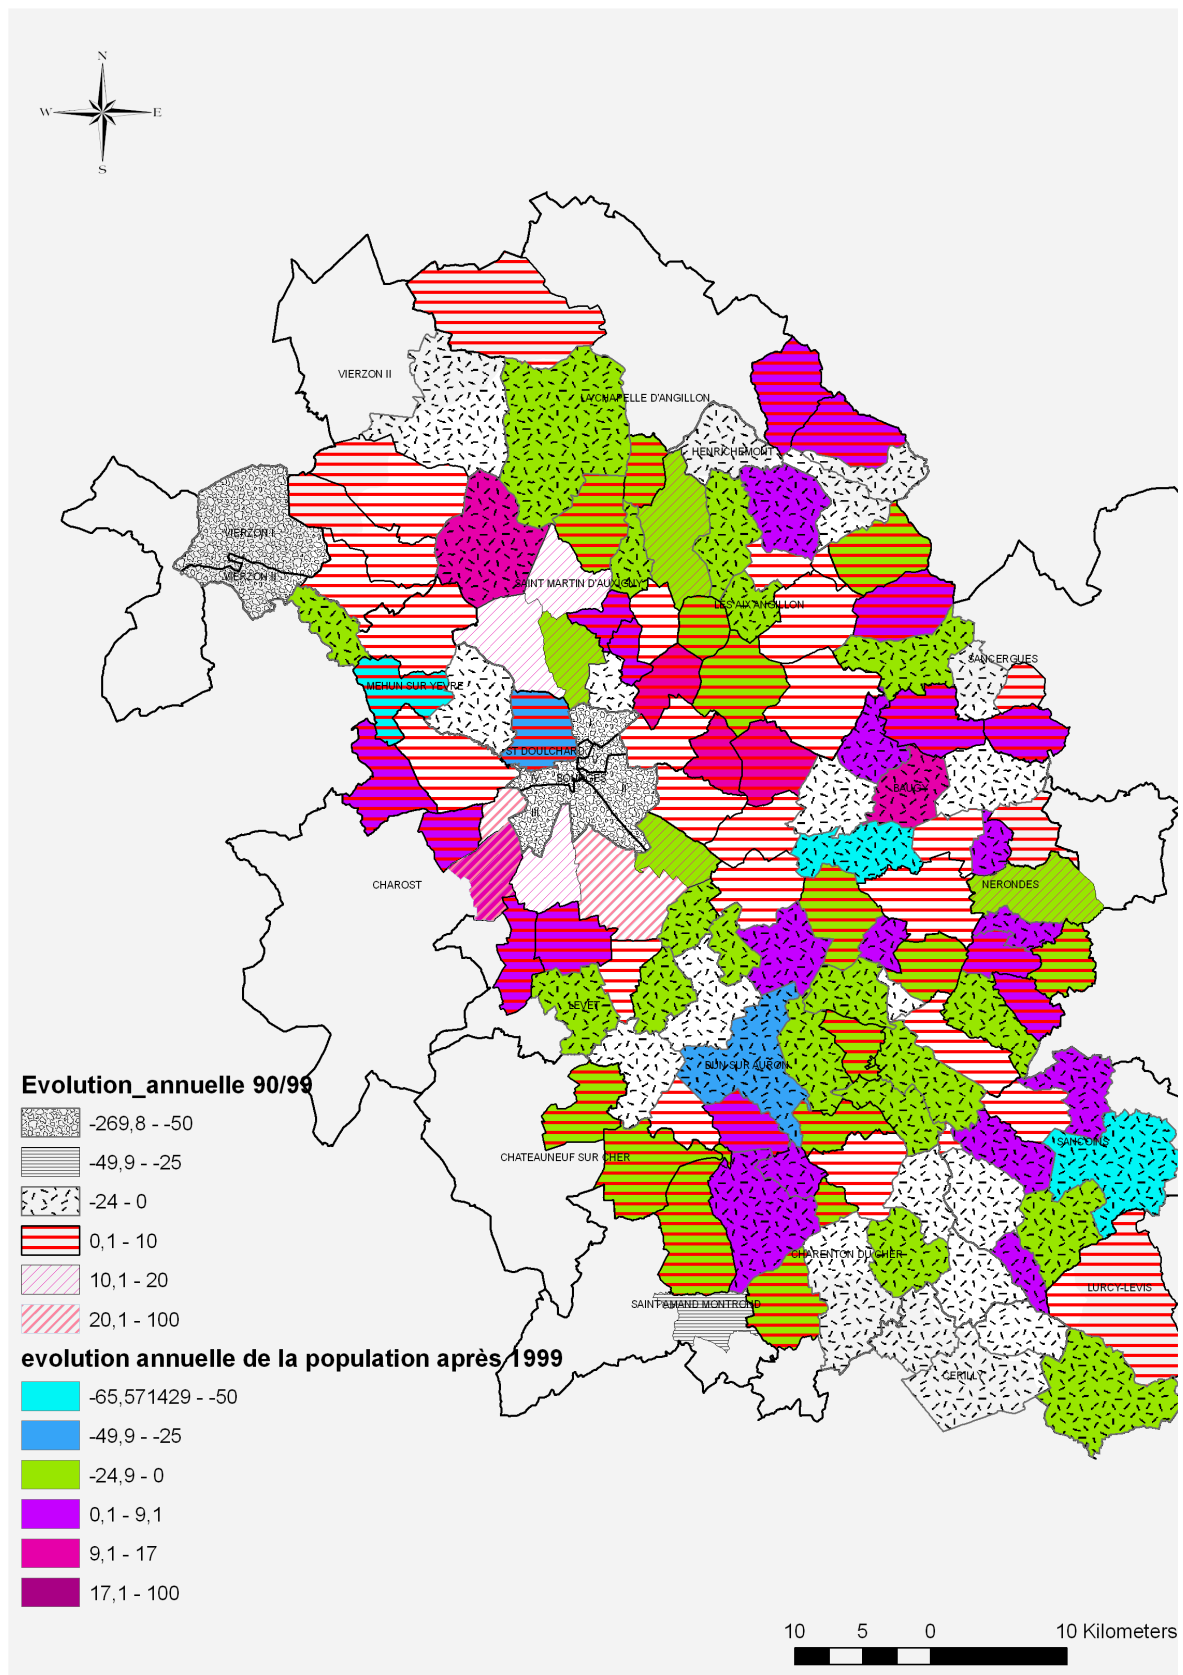 N
W E
S
VIERZON II
LA CHAPELLE D'ANGILLON
HENRICHEMONT
VIERZON I
VIERZON II
SAINT MARTIN D'AUXIGNY
LES AIX ANGILLON
SANCERGUES
MEHUN SUR YEVRE
I
ST DOULCHARD
V
IV
BOURGES
II
BAUGY
III
CHAROST
NERONDES
LEVET
DUN SUR AURON
Evolution_annuelle 90/99
-269,8 - -50
-49,9 - -25
-24 - 0
0,1 - 10
10,1 - 20
20,1 - 100
SANCOINS
CHATEAUNEUF SUR CHER
CHARENTON DU CHER
LURCY-LEVIS
SAINT AMAND MONTROND
CERILLY
evolution annuelle de la population après 1999
-65,571429 - -50
-49,9 - -25
-24,9 - 0
0,1 - 9,1
9,1 - 17
17,1 - 100
10 5 0 10 Kilometers